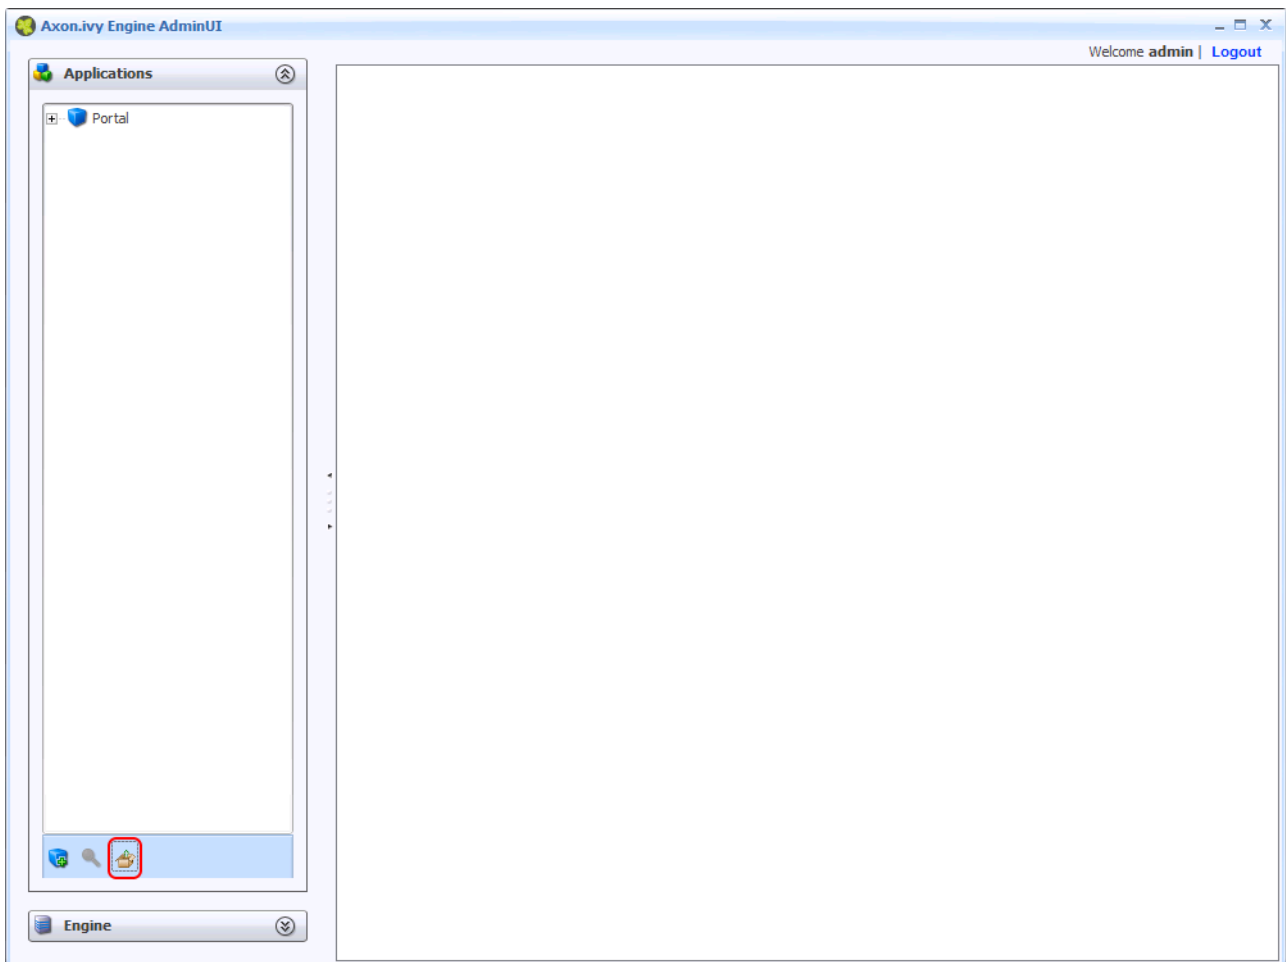 Axon.ivy Engine AdminUI
Welcome admin | Logout
Applications
Portal
Engine